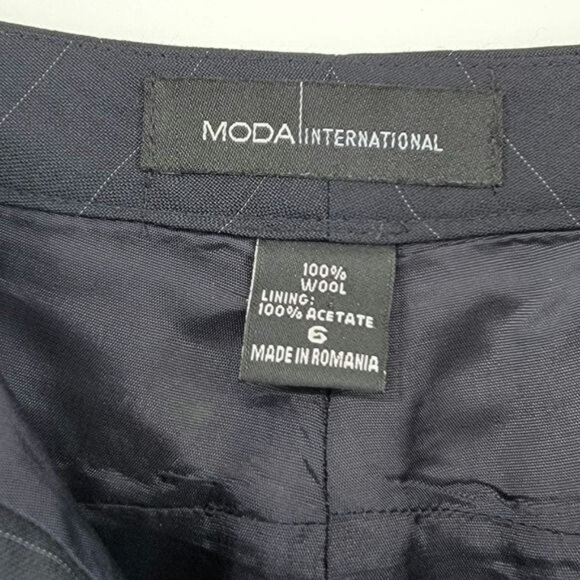 MODA INTERNATIONAL
100%
WOOL
LINING:
100% ACETATE
6
MADE IN ROMANIA